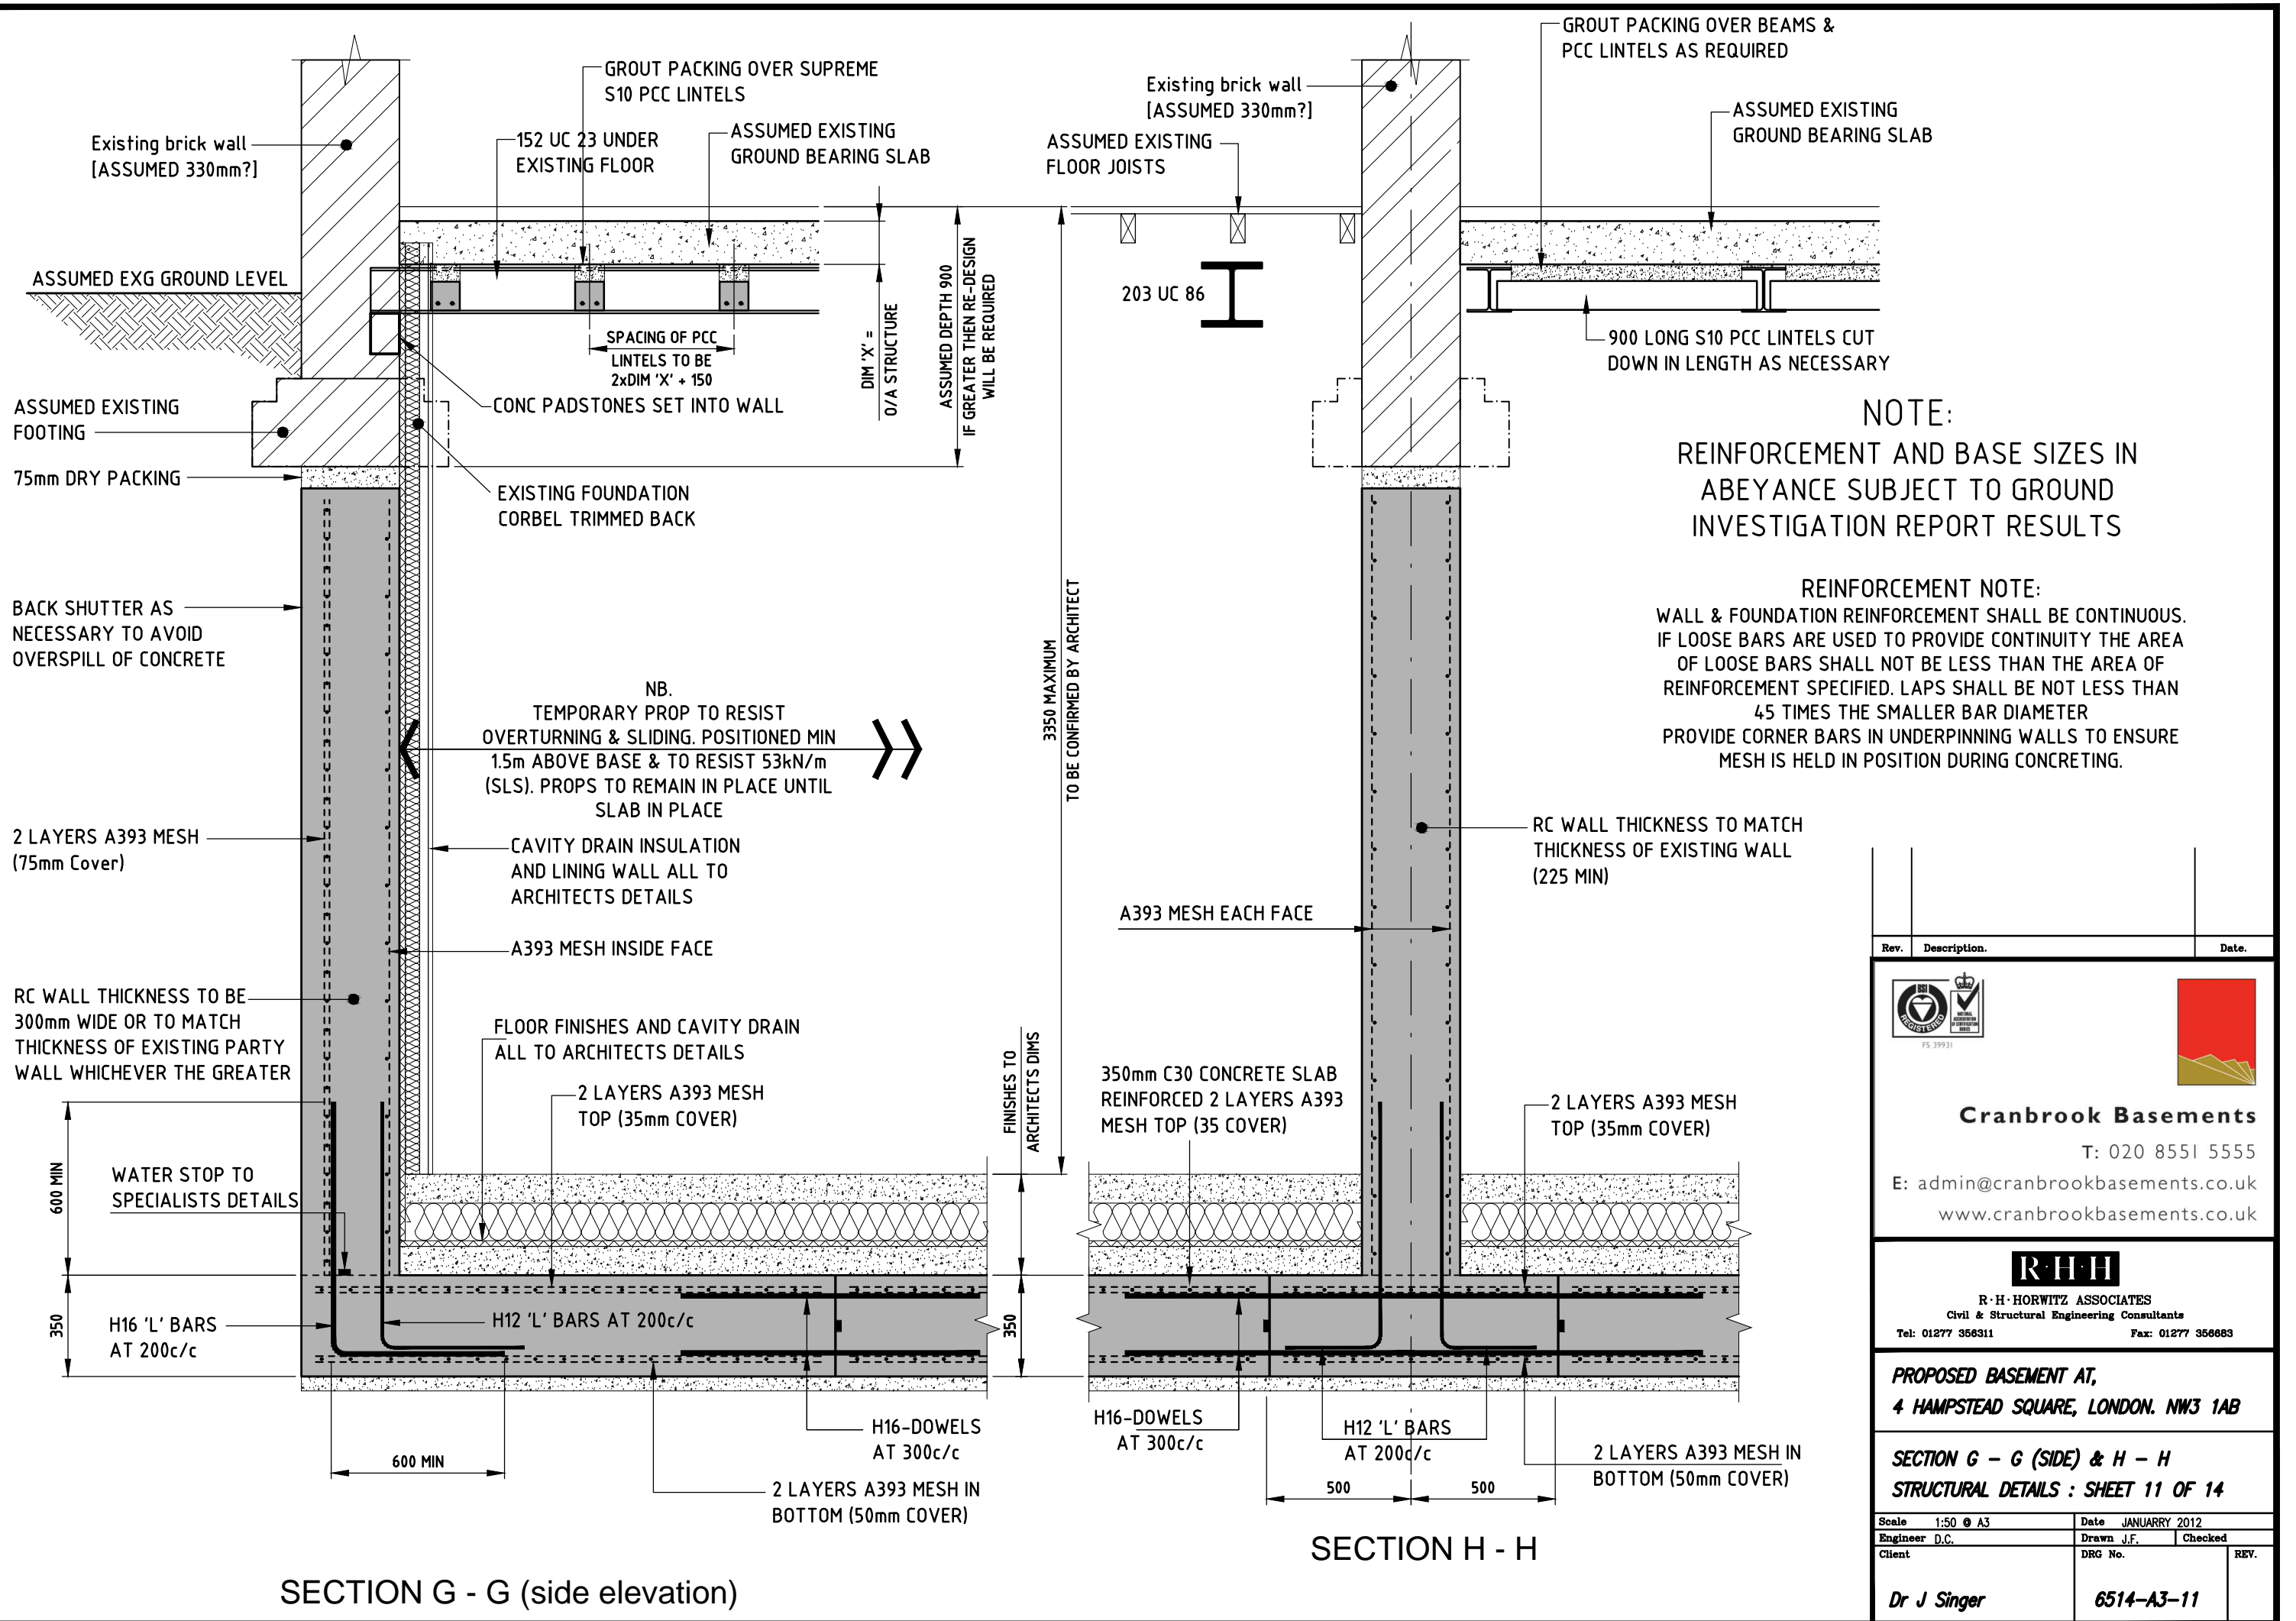 GROUT PACKING OVER SUPREME
S10 PCC LINTELS
Existing brick wall
[ASSUMED 330mm?]
152 UC 23 UNDER
EXISTING FLOOR
ASSUMED EXISTING
GROUND BEARING SLAB
ASSUMED EXG GROUND LEVEL
SPACING OF PCC
LINTELS TO BE
2xDIM 'X' + 150
DIM 'X' =
O/A STRUCTURE
ASSUMED DEPTH 900
IF GREATER THEN RE-DESIGN
WILL BE REQUIRED
ASSUMED EXISTING
FOOTING
CONC PADSTONES SET INTO WALL
75mm DRY PACKING
EXISTING FOUNDATION
CORBEL TRIMMED BACK
BACK SHUTTER AS
NECESSARY TO AVOID
OVERSPILL OF CONCRETE
NB.
TEMPORARY PROP TO RESIST
OVERTURNING & SLIDING. POSITIONED MIN
1.5m ABOVE BASE & TO RESIST 53kN/m
(SLS). PROPS TO REMAIN IN PLACE UNTIL
SLAB IN PLACE
2 LAYERS A393 MESH
(75mm Cover)
CAVITY DRAIN INSULATION
AND LINING WALL ALL TO
ARCHITECTS DETAILS
A393 MESH INSIDE FACE
RC WALL THICKNESS TO BE
300mm WIDE OR TO MATCH
THICKNESS OF EXISTING PARTY
WALL WHICHEVER THE GREATER
FLOOR FINISHES AND CAVITY DRAIN
ALL TO ARCHITECTS DETAILS
2 LAYERS A393 MESH
TOP (35mm COVER)
600 MIN
WATER STOP TO
SPECIALISTS DETAILS
350
H16 'L' BARS
AT 200c/c
H12 'L' BARS AT 200c/c
H16-DOWELS
AT 300c/c
600 MIN
2 LAYERS A393 MESH IN
BOTTOM (50mm COVER)
SECTION G - G (side elevation)
3350 MAXIMUM
TO BE CONFIRMED BY ARCHITECT
FINISHES TO
ARCHITECTS DIMS
350
GROUT PACKING OVER BEAMS &
PCC LINTELS AS REQUIRED
Existing brick wall
[ASSUMED 330mm?]
ASSUMED EXISTING
FLOOR JOISTS
ASSUMED EXISTING
GROUND BEARING SLAB
203 UC 86
900 LONG S10 PCC LINTELS CUT
DOWN IN LENGTH AS NECESSARY
RC WALL THICKNESS TO MATCH
THICKNESS OF EXISTING WALL
(225 MIN)
A393 MESH EACH FACE
350mm C30 CONCRETE SLAB
REINFORCED 2 LAYERS A393
MESH TOP (35 COVER)
2 LAYERS A393 MESH
TOP (35mm COVER)
H16-DOWELS
AT 300c/c
H12 'L' BARS
AT 200c/c
2 LAYERS A393 MESH IN
BOTTOM (50mm COVER)
500
500
SECTION H - H
NOTE:
REINFORCEMENT AND BASE SIZES IN
ABEYANCE SUBJECT TO GROUND
INVESTIGATION REPORT RESULTS
REINFORCEMENT NOTE:
WALL & FOUNDATION REINFORCEMENT SHALL BE CONTINUOUS.
IF LOOSE BARS ARE USED TO PROVIDE CONTINUITY THE AREA
OF LOOSE BARS SHALL NOT BE LESS THAN THE AREA OF
REINFORCEMENT SPECIFIED. LAPS SHALL BE NOT LESS THAN
45 TIMES THE SMALLER BAR DIAMETER
PROVIDE CORNER BARS IN UNDERPINNING WALLS TO ENSURE
MESH IS HELD IN POSITION DURING CONCRETING.
Rev. Description. Date.
BSI
REGISTERED
FS 39931
Cranbrook Basements
T: 020 8551 5555
E: admin@cranbrookbasements.co.uk
www.cranbrookbasements.co.uk
R·H·H
R·H·HORWITZ ASSOCIATES
Civil & Structural Engineering Consultants
Tel: 01277 356311 Fax: 01277 356683
PROPOSED BASEMENT AT,
4 HAMPSTEAD SQUARE, LONDON. NW3 1AB
SECTION G - G (SIDE) & H - H
STRUCTURAL DETAILS : SHEET 11 OF 14
Scale 1:50 @ A3 Date JANUARRY 2012
Engineer D.C. Drawn J.F. Checked
Client DRG No. REV.
Dr J Singer 6514-A3-11